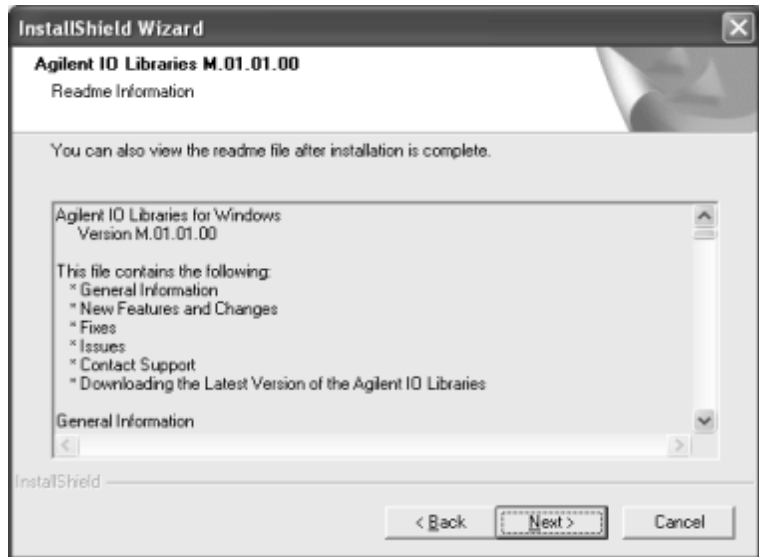 InstallShield Wizard
Agilent IO Libraries M.01.01.00
Readme Information
You can also view the readme file after installation is complete.
Agilent IO Libraries for Windows
Version M.01.01.00
This file contains the following:
* General Information
* New Features and Changes
* Fixes
* Issues
* Contact Support
* Downloading the Latest Version of the Agilent IO Libraries
General Information
InstallShield
< Back
Next >
Cancel